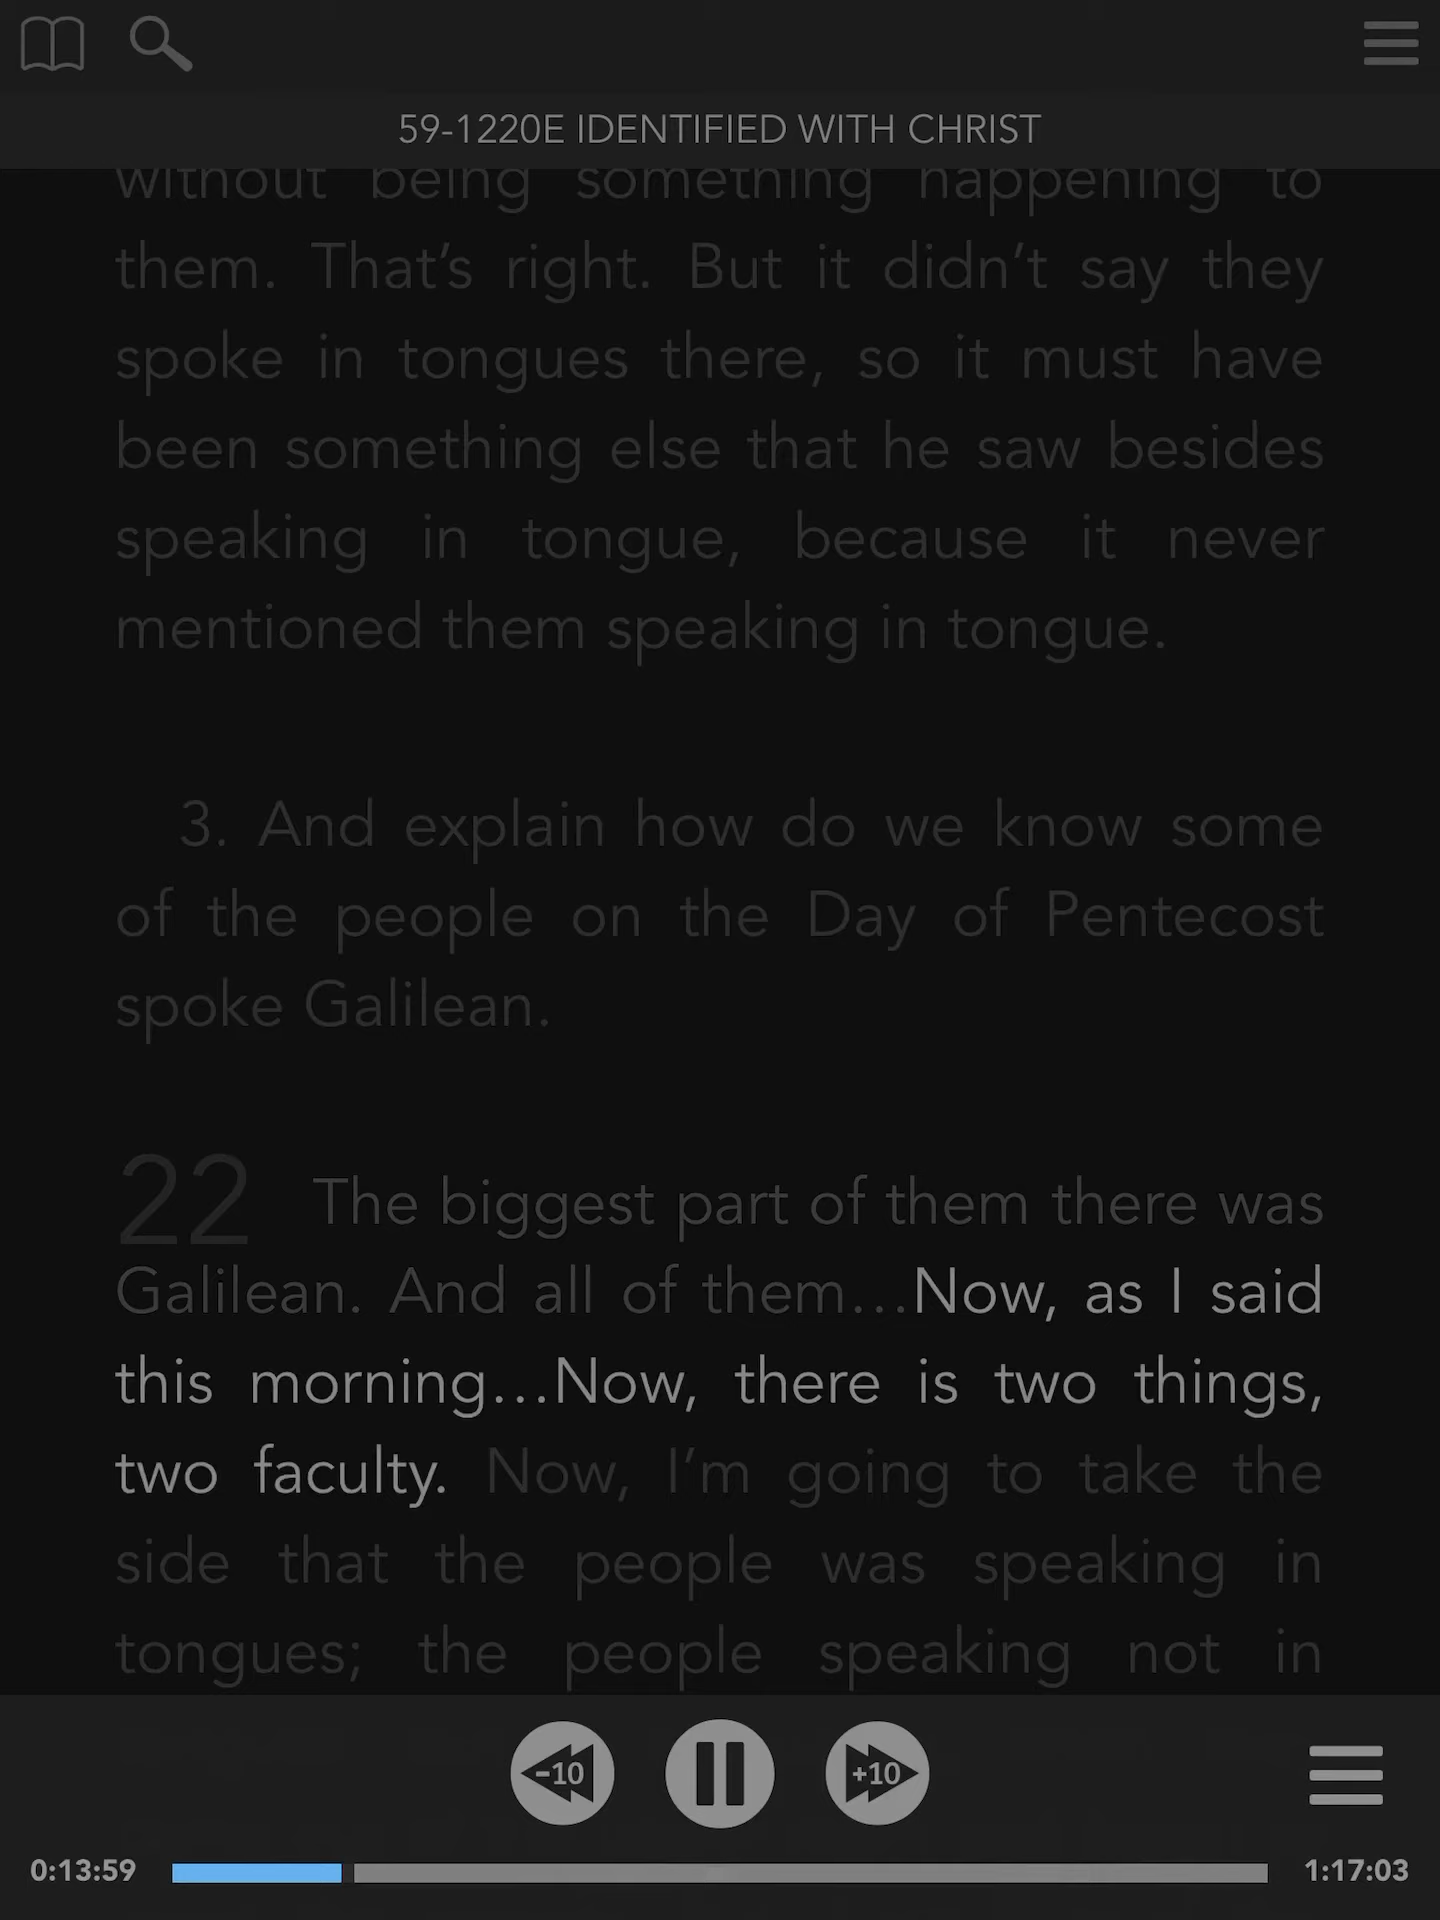 59-1220E IDENTIFIED WITH CHRIST
without being something happening to
them. That’s right. But it didn’t say they
spoke in tongues there, so it must have
been something else that he saw besides
speaking in tongue, because it never
mentioned them speaking in tongue.
3. And explain how do we know some
of the people on the Day of Pentecost
spoke Galilean.
22 The biggest part of them there was
Galilean. And all of them…Now, as I said
this morning…Now, there is two things,
two faculty. Now, I’m going to take the
side that the people was speaking in
tongues; the people speaking not in
-10 +10
0:13:59 1:17:03